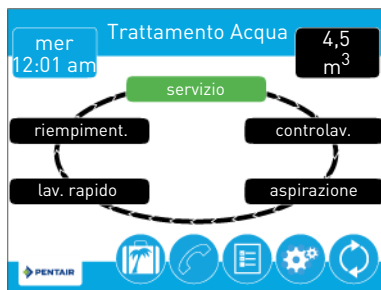 Trattamento Acqua
mer
12:01 am
4,5
m³
servizio
riempiment.
controlav.
lav. rapido
aspirazione
PENTAIR